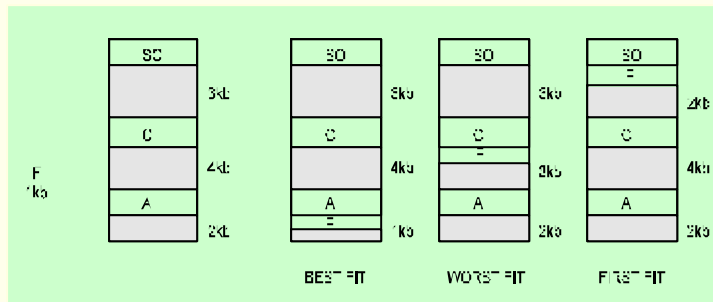 F
1kb
SO
3kb
C
4kb
A
2kb
SO
3kb
C
4kb
A
F
1kb
BEST FIT
SO
3kb
C
F
3kb
A
2kb
WORST FIT
SO
F
2kb
C
4kb
A
2kb
FIRST FIT